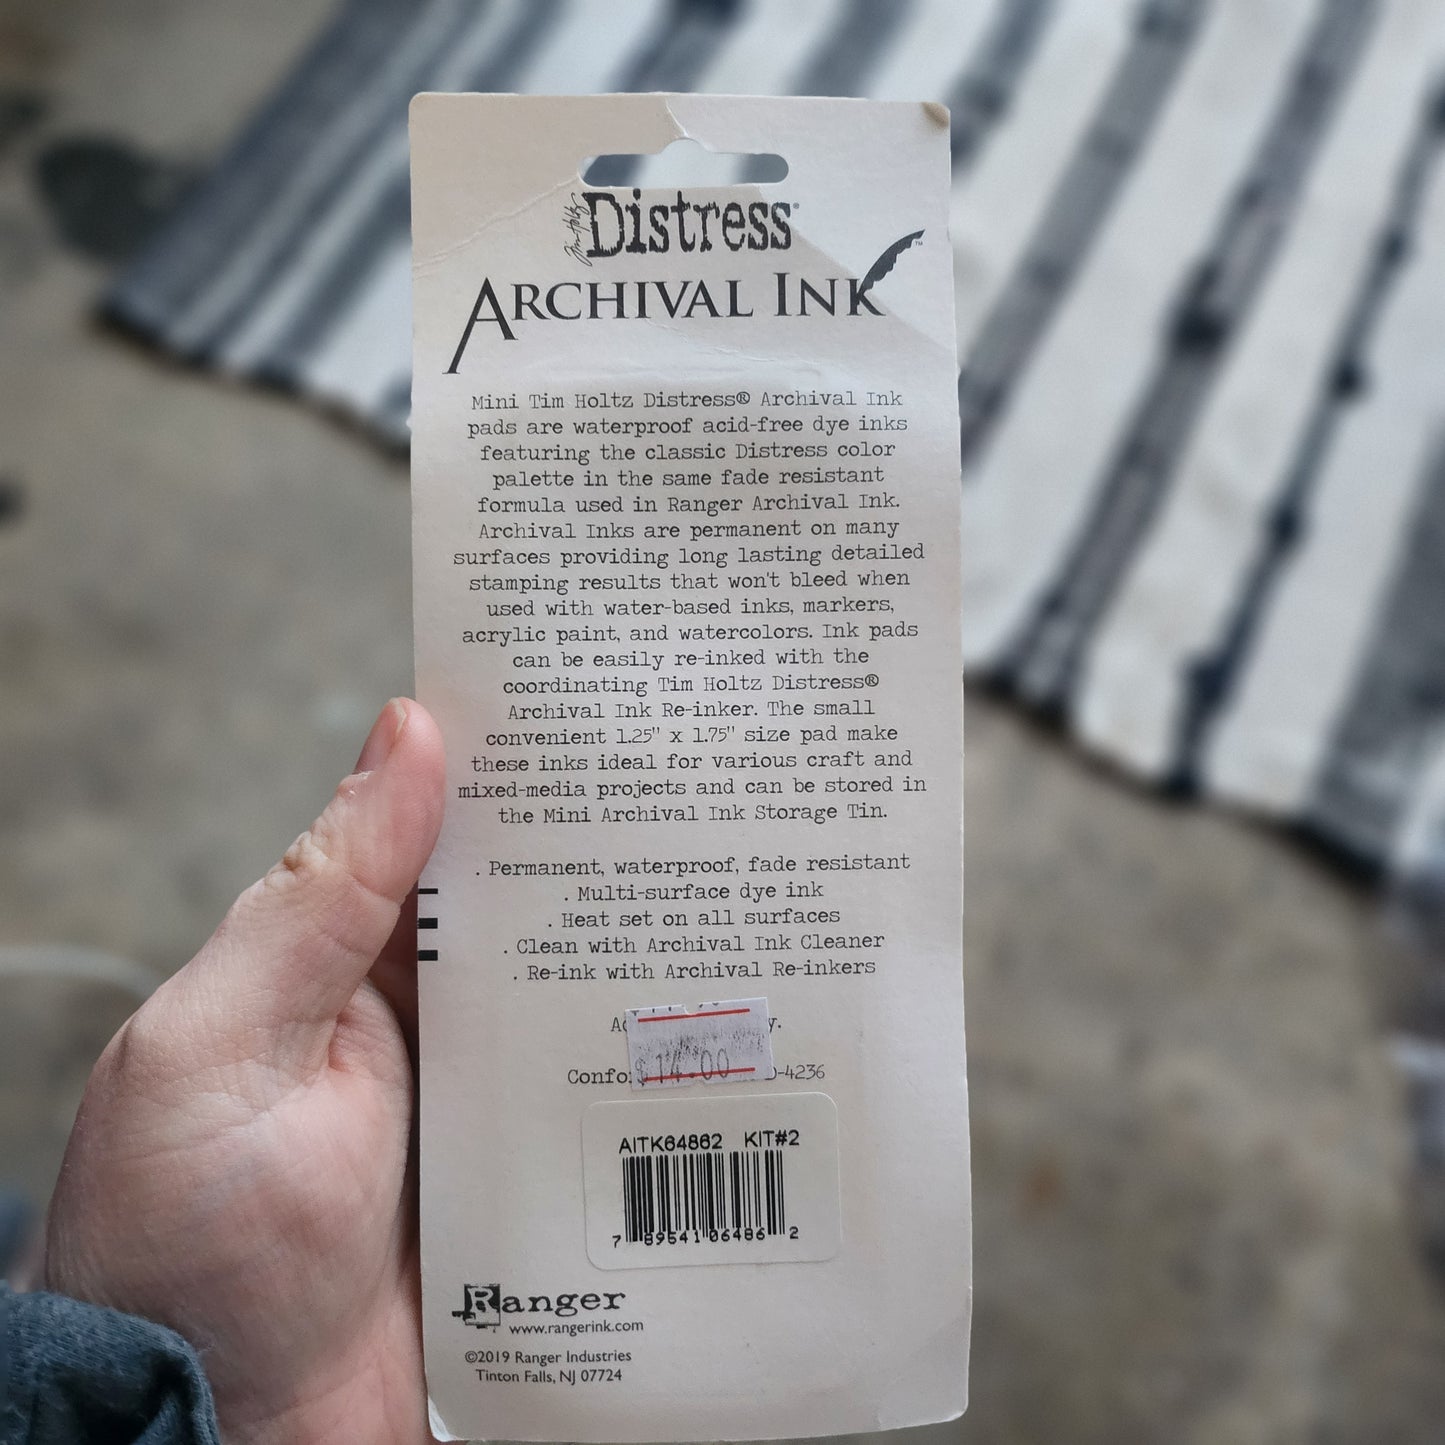 Tim Holtz Distress®
ARCHIVAL INK™
Mini Tim Holtz Distress® Archival Ink
pads are waterproof acid-free dye inks
featuring the classic Distress color
palette in the same fade resistant
formula used in Ranger Archival Ink.
Archival Inks are permanent on many
surfaces providing long lasting detailed
stamping results that won't bleed when
used with water-based inks, markers,
acrylic paint, and watercolors. Ink pads
can be easily re-inked with the
coordinating Tim Holtz Distress®
Archival Ink Re-inker. The small
convenient 1.25" x 1.75" size pad make
these inks ideal for various craft and
mixed-media projects and can be stored in
the Mini Archival Ink Storage Tin.
. Permanent, waterproof, fade resistant
. Multi-surface dye ink
. Heat set on all surfaces
. Clean with Archival Ink Cleaner
. Re-ink with Archival Re-inkers
$14.00
-4236
AITK64862 KIT#2
7 89541 06486 2
Ranger
www.rangerink.com
©2019 Ranger Industries
Tinton Falls, NJ 07724